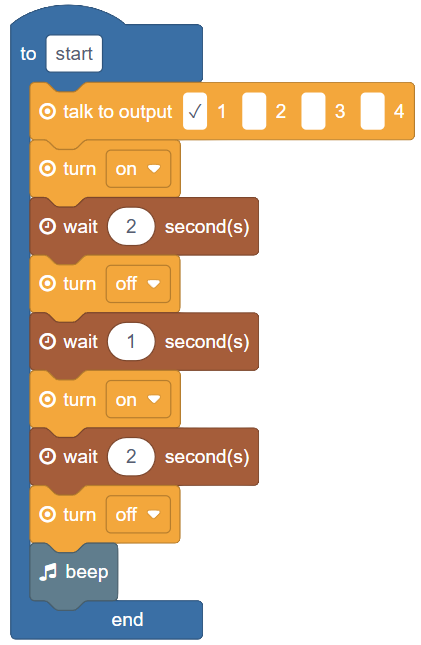 to start
talk to output ✓ 1 2 3 4
turn on
wait 2 second(s)
turn off
wait 1 second(s)
turn on
wait 2 second(s)
turn off
beep
end